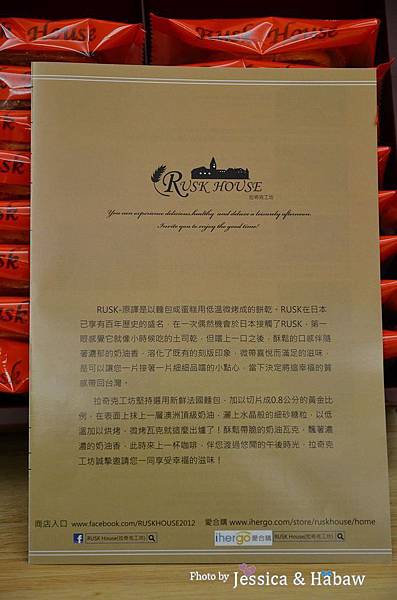 House
Rusk House
RUSK HOUSE
拉奇克工坊
You can experience delicious, healthy and deluxe a leisurely afternoon.
Invite you to enjoy the good time!
RUSK-原譯是以麵包或蛋糕用低溫微烤成的餅乾。RUSK在日本
已享有百年歷史的盛名，在一次偶然機會於日本接觸了RUSK，第一
眼感覺它就像小時候吃的土司乾，但嚐上一口之後，酥鬆的口感伴隨
著濃郁的奶油香，溶化了既有的刻版印象，微帶喜悅而滿足的滋味，
是可以讓您一片接著一片細細品嚐的小點心，當下決定將這幸福的質
感帶回台灣。
拉奇克工坊堅持選用新鮮法國麵包，加以切片成0.8公分的黃金比
例，在表面上抹上一層澳洲頂級奶油，灑上水晶般的細砂糖粒，以低
溫加以烘烤，微烤瓦克就這麼出爐了！酥鬆帶脆的奶油瓦克，飄著濃
濃的奶油香，此時來上一杯咖啡，伴您渡過悠閒的午後時光，拉奇克
工坊誠摯邀請您一同享受幸福的滋味！
商店入口 www.facebook.com/RUSKHOUSE2012 愛合購 www.ihergo.com/store/ruskhouse/home
f RUSK House(拉奇克工坊) ihergo愛合購 RUSK House(拉奇克工坊)
Photo by Jessica & Habaw